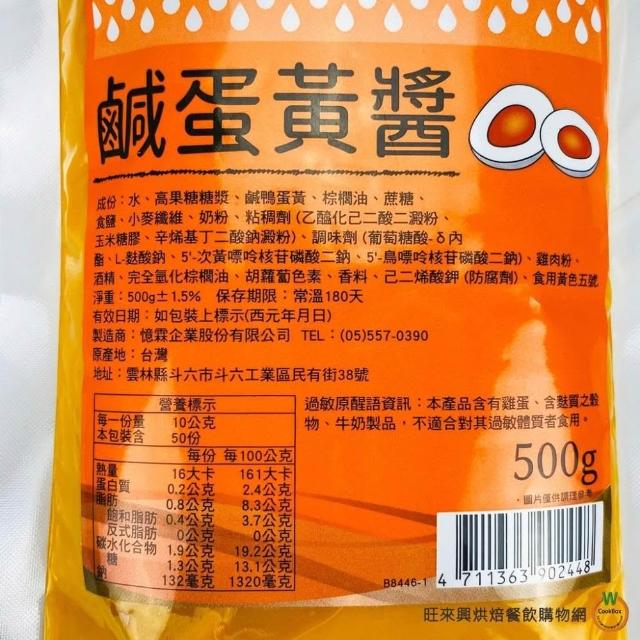 鹹蛋黃醬
成份：水、高果糖糖漿、鹹鴨蛋黃、棕櫚油、蔗糖、
食鹽、小麥纖維、奶粉、粘稠劑(乙醯化己二酸二澱粉、
玉米糖膠、辛烯基丁二酸鈉澱粉)、調味劑(葡萄糖酸-δ內
酯、L-麩酸鈉、5'-次黃嘌呤核苷磷酸二鈉、5'-鳥嘌呤核苷磷酸二鈉)、雞肉粉、
酒精、完全氫化棕櫚油、胡蘿蔔色素、香料、己二烯酸鉀(防腐劑)、食用黃色五號
淨重：500g±1.5%　保存期限：常溫180天
有效日期：如包裝上標示(西元年月日)
製造商：憶霖企業股份有限公司 TEL：(05)557-0390
原產地：台灣
地址：雲林縣斗六市斗六工業區民有街38號
營養標示
每一份量 10公克
本包裝含 50份
每份 每100公克
熱量 16大卡 161大卡
蛋白質 0.2公克 2.4公克
脂肪 0.8公克 8.3公克
飽和脂肪 0.4公克 3.7公克
反式脂肪 0公克 0公克
碳水化合物 1.9公克 19.2公克
糖 1.3公克 13.1公克
鈉 132毫克 1320毫克
過敏原醒語資訊：本產品含有雞蛋、含麩質之穀
物、牛奶製品，不適合對其過敏體質者食用。
500g
・圖片僅供調理參考
B8446-1
4 711363 902448
W
CookBox
旺來興烘焙餐飲購物網